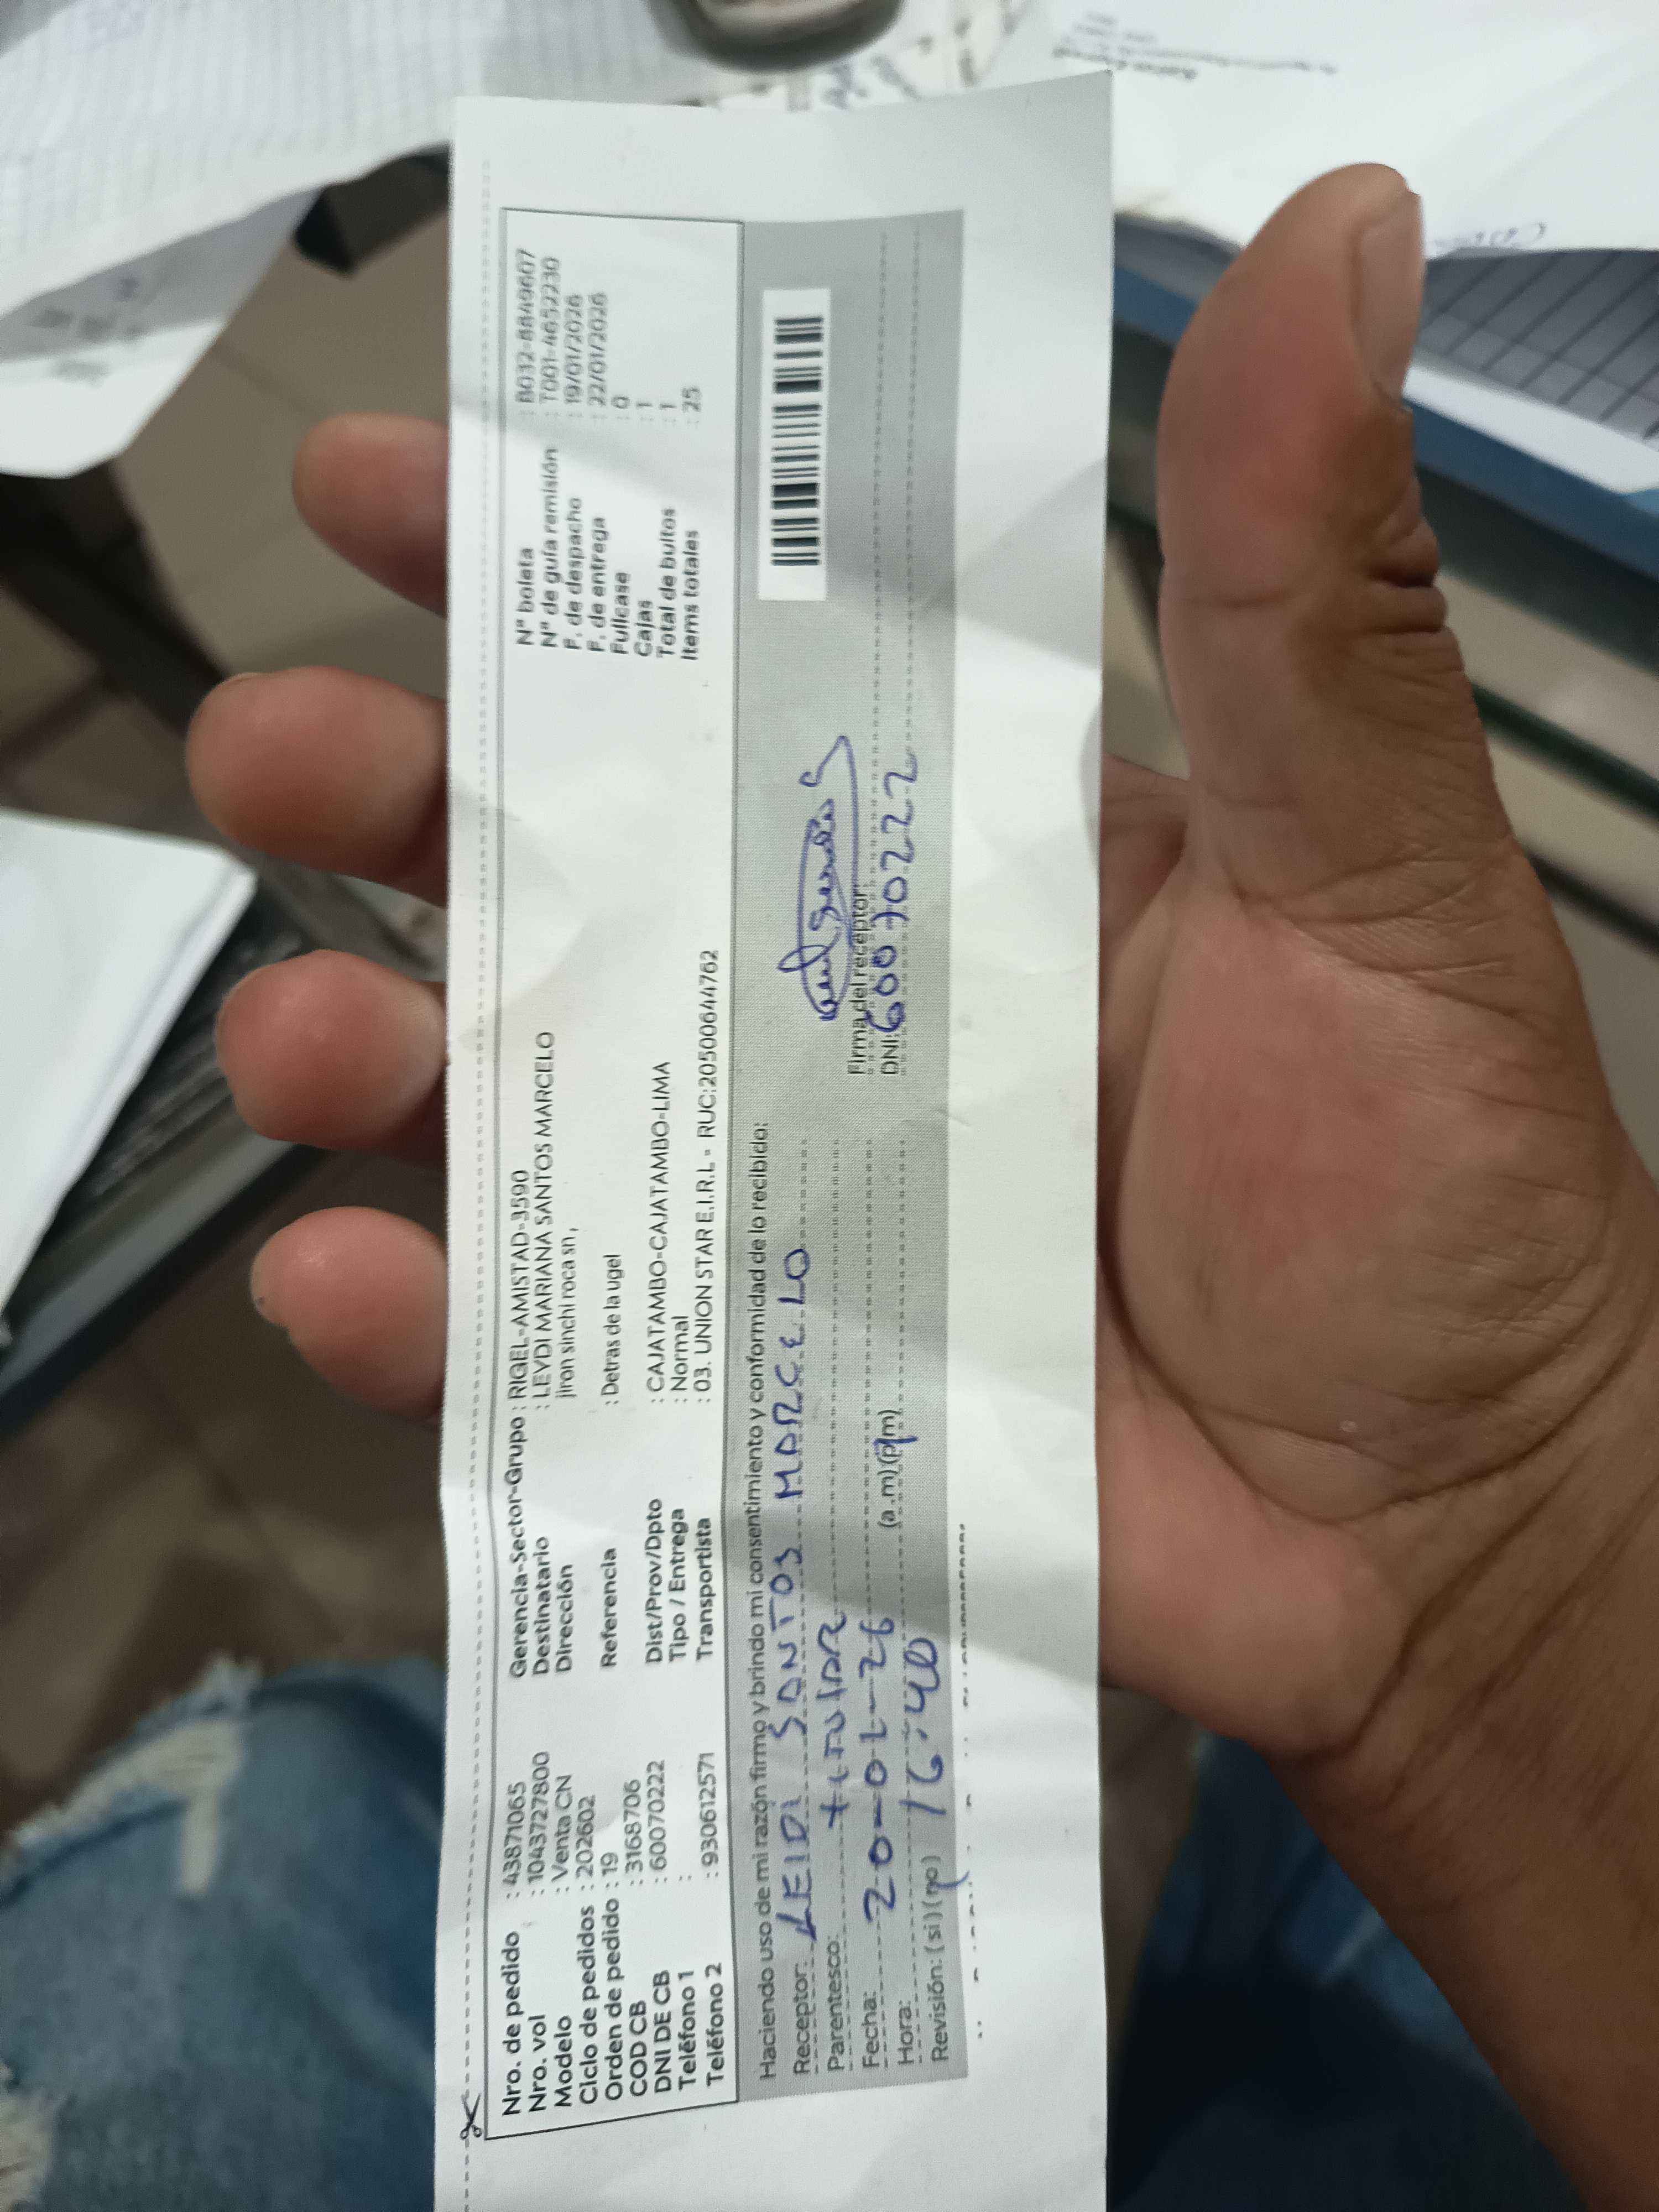 Nro. de pedido : 43871065
Nro. vol : 10437278​00
Modelo : Venta CN
Ciclo de pedidos : 202602
Orden de pedido : 19
COD CB : 3168706
DNI DE CB : 60070222
Teléfono 1 :
Teléfono 2 : 930612571
Gerencia-Sector-Grupo : RIGEL-AMISTAD-3590
Destinatario : LEYDI MARIANA SANTOS MARCELO
Dirección jiron sinchi roca sn,
Referencia : Detras de la ugel
Dist/Prov/Dpto : CAJATAMBO-CAJATAMBO-LIMA
Tipo / Entrega : Normal
Transportista : 03. UNION STAR E.I.R.L - RUC:20500644762
N° boleta : B032-8849607
N° de guía remisión : T001-4652230
F. de despacho : 19/01/2026
F. de entrega : 22/01/2026
Fullcase : 0
Cajas : 1
Total de bultos : 1
Items totales : 25
Haciendo uso de mi razón firmo y brindo mi consentimiento y conformidad de lo recibido:
Receptor: LEIDI SANTOS MARCELO
Parentesco: titular
Fecha: 20-01-26
Hora: 16:40 (a.m)(p.m)
Revisión: (si)(no)
Firma del receptor:
DNI: 60070222